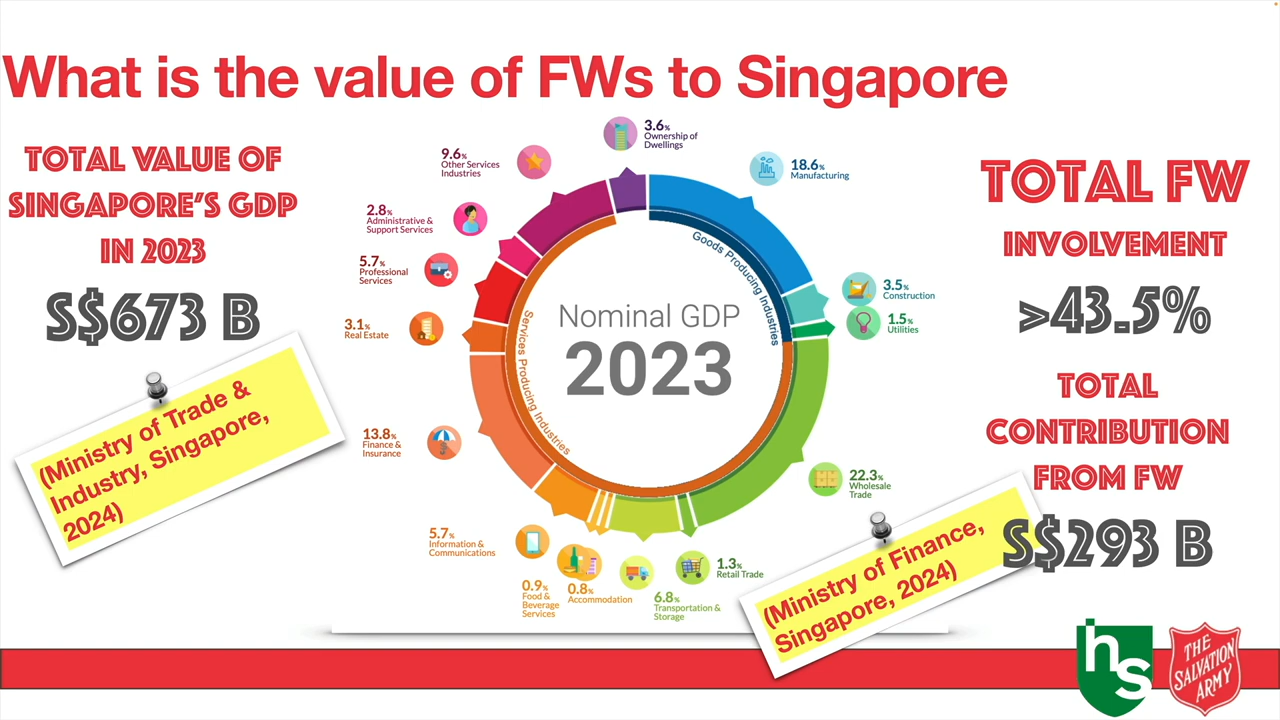 What is the value of FWs to Singapore
TOTAL VALUE OF
SINGAPORE'S GDP
IN 2023
S$673 B
(Ministry of Trade &
Industry, Singapore,
2024)
3.6%
Ownership of
Dwellings
18.6%
Manufacturing
3.5%
Construction
1.5%
Utilities
22.3%
Wholesale
Trade
1.3%
Retail Trade
6.8%
Transportation &
Storage
0.8%
Accommodation
0.9%
Food &
Beverage
Services
5.7%
Information &
Communications
13.8%
Finance &
Insurance
3.1%
Real Estate
5.7%
Professional
Services
2.8%
Administrative &
Support Services
9.6%
Other Services
Industries
Goods Producing Industries
Services Producing Industries
Nominal GDP
2023
TOTAL FW
INVOLVEMENT
>43.5%
TOTAL
CONTRIBUTION
FROM FW
S$293 B
(Ministry of Finance,
Singapore, 2024)
hs
THE
SALVATION
ARMY